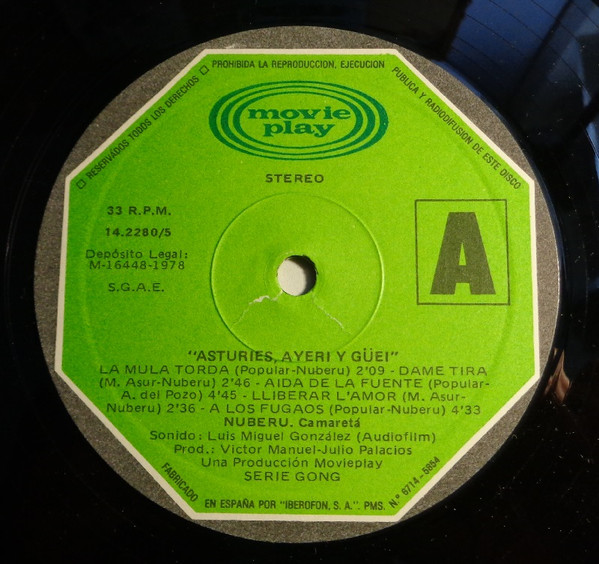 □ RESERVADOS TODOS LOS DERECHOS □ PROHIBIDA LA REPRODUCCION, EJECUCION PUBLICA Y RADIODIFUSION DE ESTE DISCO
movie
play
STEREO
33 R.P.M.
14.2280/5
Depósito Legal:
M-16448-1978
S.G.A.E.
A
"ASTURIES, AYERI Y GÜEI"
LA MULA TORDA (Popular-Nuberu) 2'09 - DAME TIRA
(M. Asur-Nuberu) 2'46 - AIDA DE LA FUENTE (Popular-
A. del Pozo) 4'45 - LLIBERAR L'AMOR (M. Asur-
Nuberu) 2'36 - A LOS FUGAOS (Popular-Nuberu) 4'33
NUBERU. Camaretá
Sonido: Luis Miguel González (Audiofilm)
Prod.: Victor Manuel-Julio Palacios
Una Producción Movieplay
SERIE GONG
FABRICADO EN ESPAÑA POR "IBEROFON, S. A.". PMS. N.º 6714 - 5854